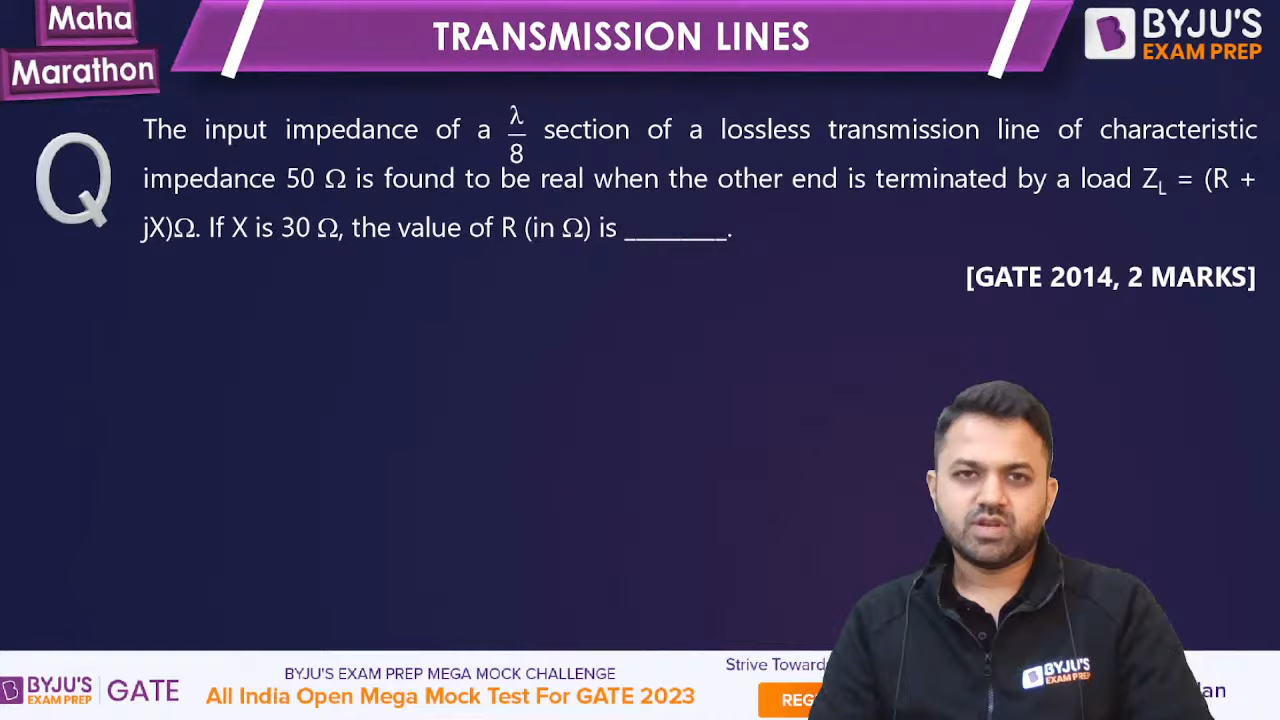 Maha
Marathon
TRANSMISSION LINES
BYJU'S
EXAM PREP
Q
The input impedance of a λ/8 section of a lossless transmission line of characteristic
impedance 50 Ω is found to be real when the other end is terminated by a load Z_L = (R +
jX)Ω. If X is 30 Ω, the value of R (in Ω) is ________.
[GATE 2014, 2 MARKS]
BYJU'S
EXAM PREP
BYJU'S
EXAM PREP
GATE
BYJU'S EXAM PREP MEGA MOCK CHALLENGE
All India Open Mega Mock Test For GATE 2023
Strive